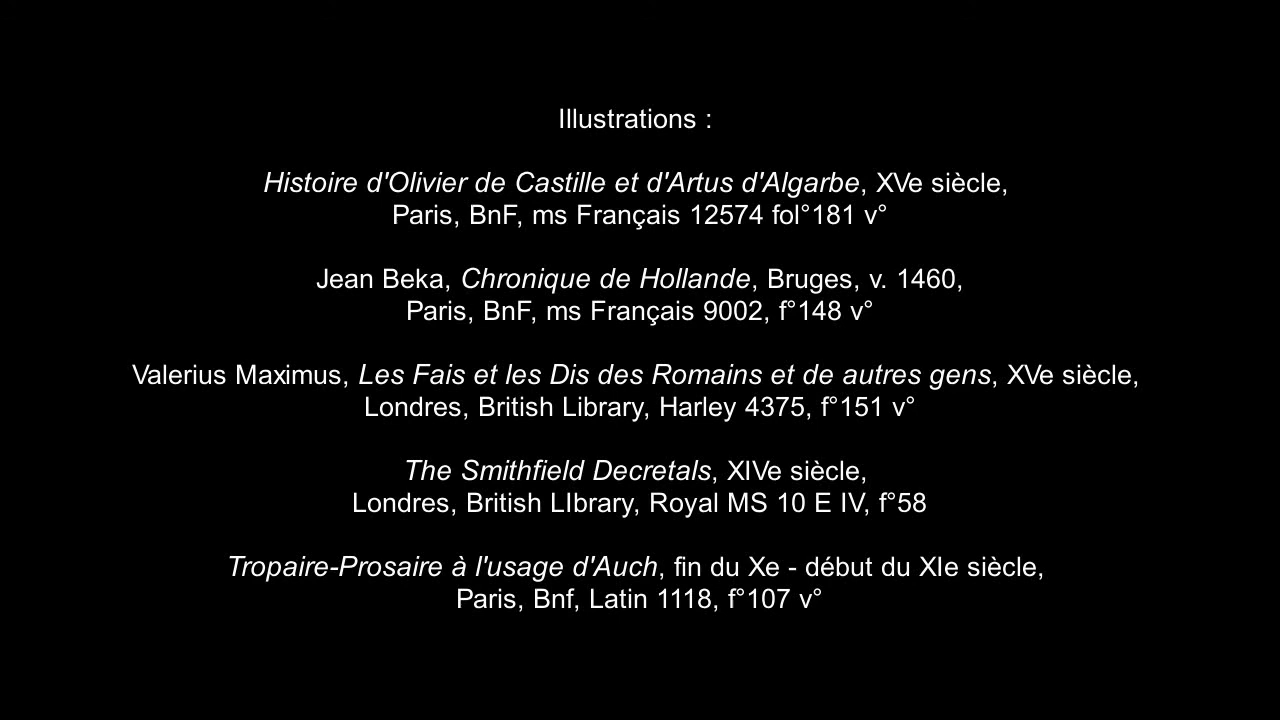 Illustrations :
Histoire d'Olivier de Castille et d'Artus d'Algarbe, XVe siècle,
Paris, BnF, ms Français 12574 fol°181 v°
Jean Beka, Chronique de Hollande, Bruges, v. 1460,
Paris, BnF, ms Français 9002, f°148 v°
Valerius Maximus, Les Fais et les Dis des Romains et de autres gens, XVe siècle,
Londres, British Library, Harley 4375, f°151 v°
The Smithfield Decretals, XIVe siècle,
Londres, British LIbrary, Royal MS 10 E IV, f°58
Tropaire-Prosaire à l'usage d'Auch, fin du Xe - début du XIe siècle,
Paris, Bnf, Latin 1118, f°107 v°